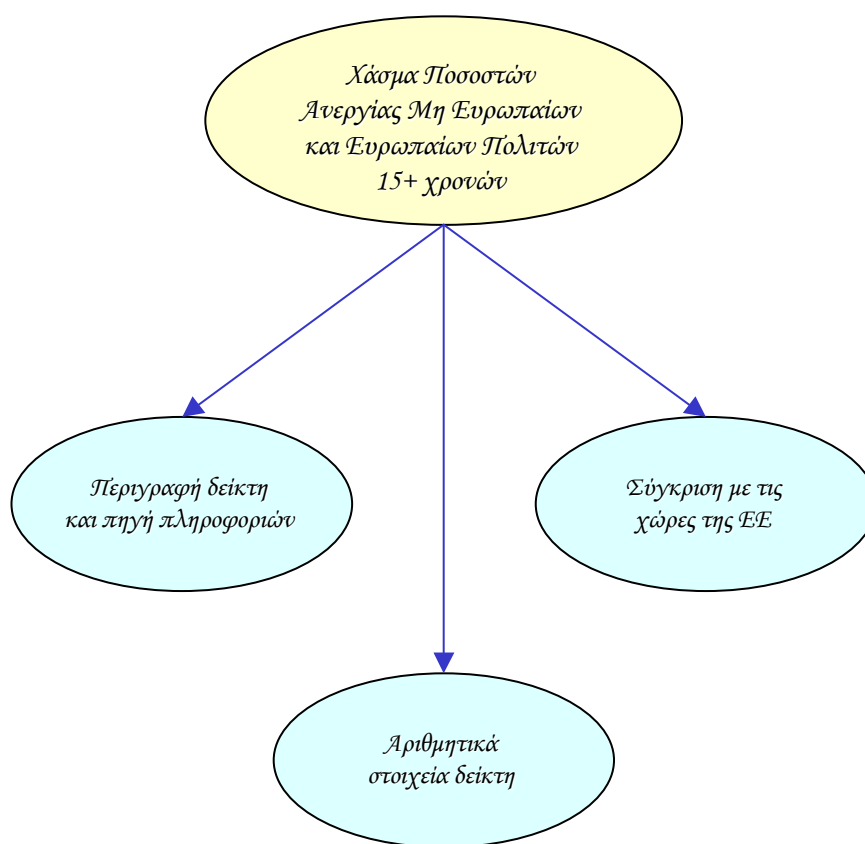 Χάσμα Ποσοστών
Ανεργίας Μη Ευρωπαίων
και Ευρωπαίων Πολιτών
15+ χρονών
Περιγραφή δείκτη
και πηγή πληροφοριών
Σύγκριση με τις
χώρες της ΕΕ
Αριθμητικά
στοιχεία δείκτη